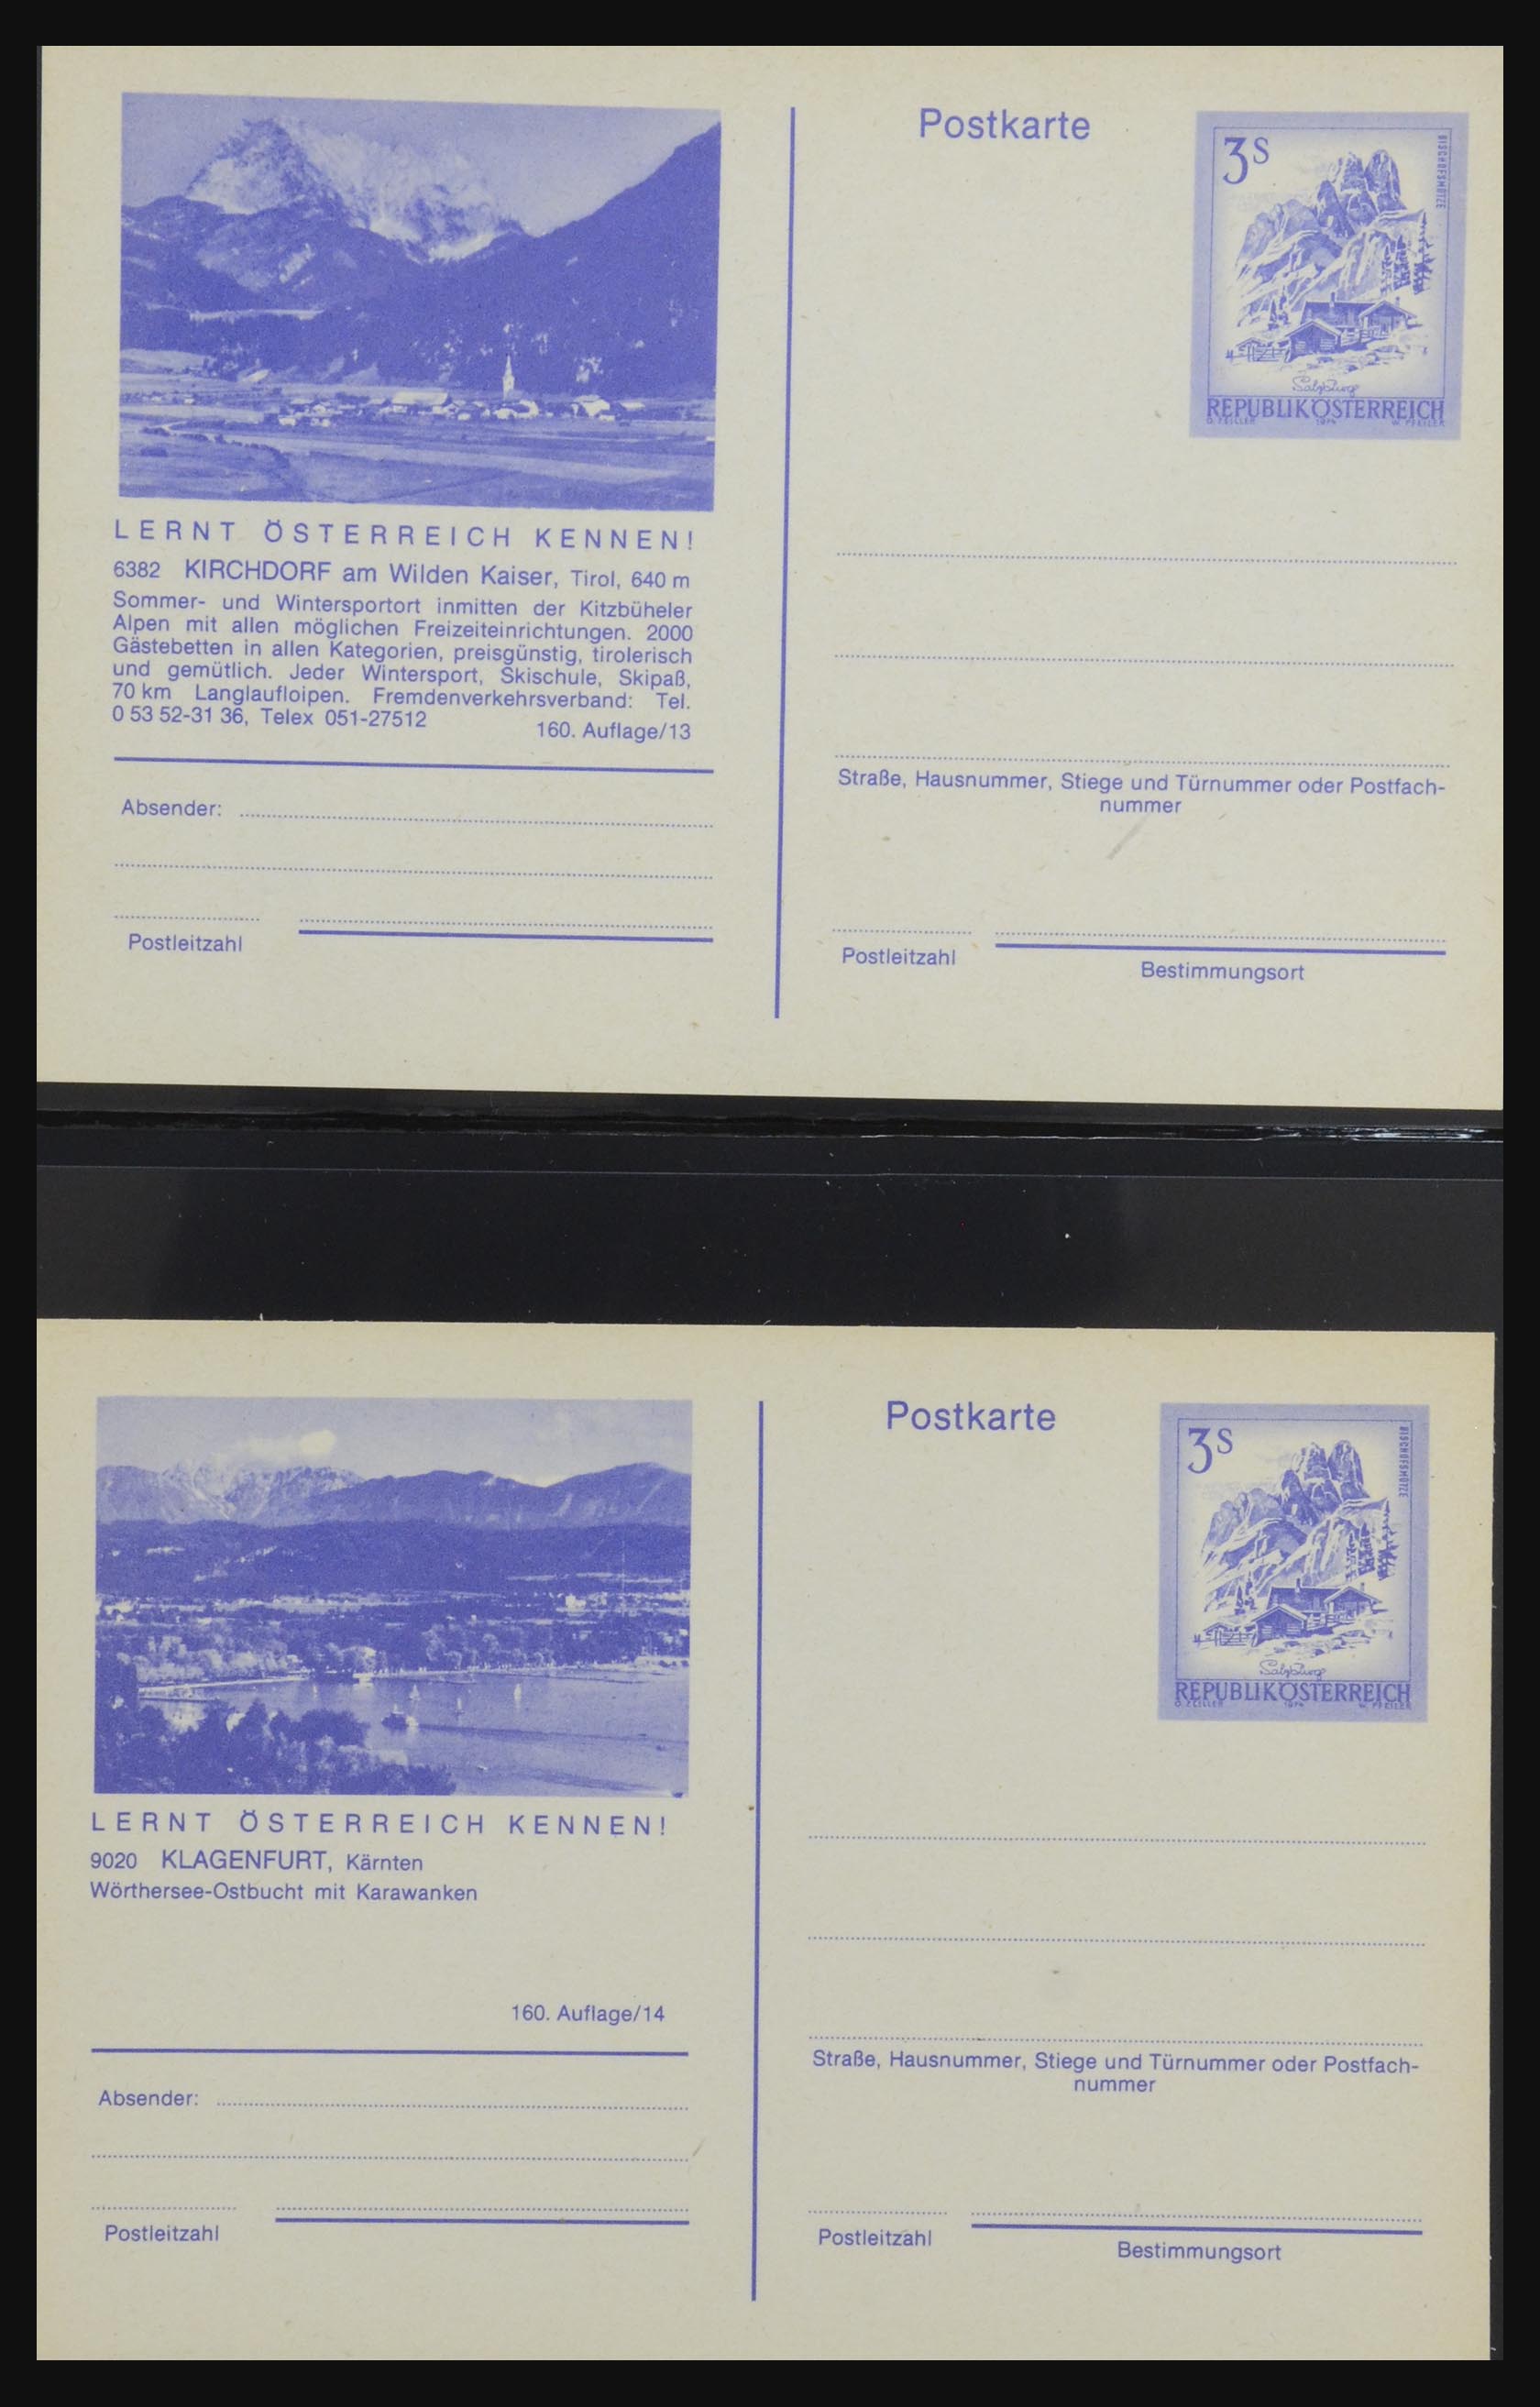 LERNT ÖSTERREICH KENNEN!
6382 KIRCHDORF am Wilden Kaiser, Tirol, 640 m
Sommer- und Wintersportort inmitten der Kitzbüheler
Alpen mit allen möglichen Freizeiteinrichtungen. 2000
Gästebetten in allen Kategorien, preisgünstig, tirolerisch
und gemütlich. Jeder Wintersport, Skischule, Skipaß,
70 km Langlaufloipen. Fremdenverkehrsverband: Tel.
0 53 52-31 36, Telex 051-27512
160. Auflage/13
Absender:
Postleitzahl
Postkarte
3S
BISCHOFSMÜTZE
Salzburg
REPUBLIK ÖSTERREICH
O. ZEILLER 1974 W. PFEILER
Straße, Hausnummer, Stiege und Türnummer oder Postfach-
nummer
Postleitzahl
Bestimmungsort
LERNT ÖSTERREICH KENNEN!
9020 KLAGENFURT, Kärnten
Wörthersee-Ostbucht mit Karawanken
160. Auflage/14
Absender:
Postleitzahl
Postkarte
3S
BISCHOFSMÜTZE
Salzburg
REPUBLIK ÖSTERREICH
O. ZEILLER 1974 W. PFEILER
Straße, Hausnummer, Stiege und Türnummer oder Postfach-
nummer
Postleitzahl
Bestimmungsort